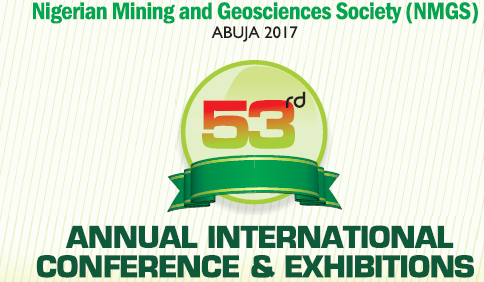 Nigerian Mining and Geosciences Society (NMGS)
ABUJA 2017
53rd
ANNUAL INTERNATIONAL
CONFERENCE & EXHIBITIONS